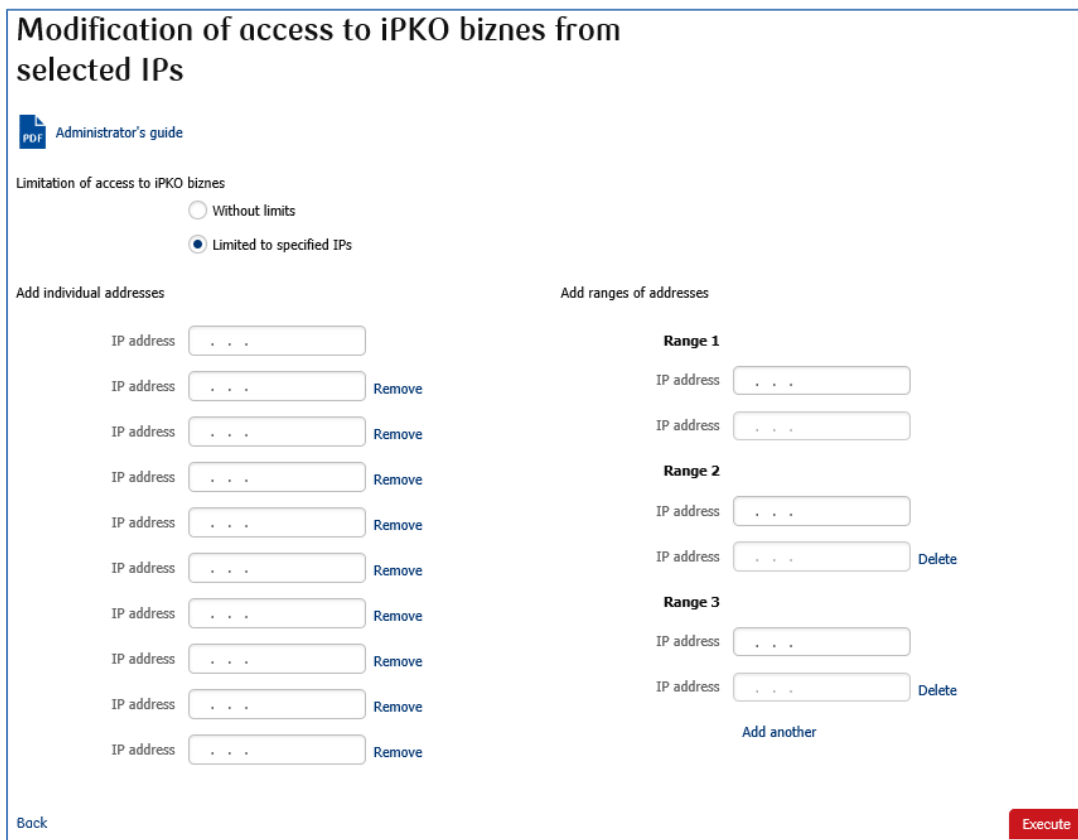 Modification of access to iPKO biznes from
selected IPs
PDF Administrator's guide
Limitation of access to iPKO biznes
Without limits
Limited to specified IPs
Add individual addresses
IP address . . .
IP address . . . Remove
IP address . . . Remove
IP address . . . Remove
IP address . . . Remove
IP address . . . Remove
IP address . . . Remove
IP address . . . Remove
IP address . . . Remove
IP address . . . Remove
Add ranges of addresses
Range 1
IP address . . .
IP address . . .
Range 2
IP address . . .
IP address . . . Delete
Range 3
IP address . . .
IP address . . . Delete
Add another
Back
Execute